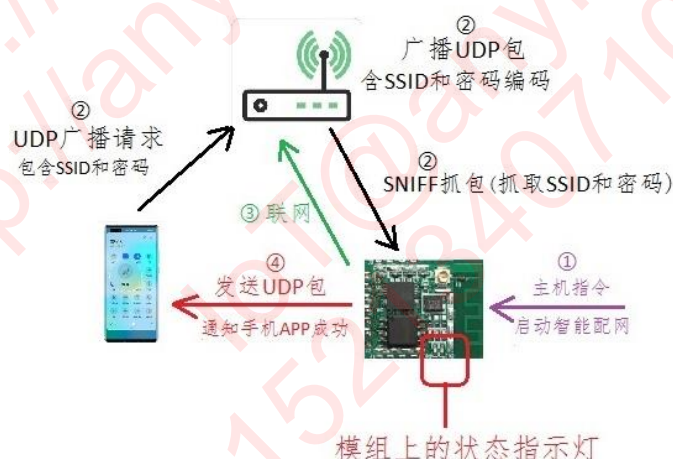 ②
广播UDP包
含SSID和密码编码
②
UDP广播请求
包含SSID和密码
②
SNIFF抓包(抓取SSID和密码)
③联网
④
发送UDP包
通知手机APP成功
①
主机指令
启动智能配网
模组上的状态指示灯